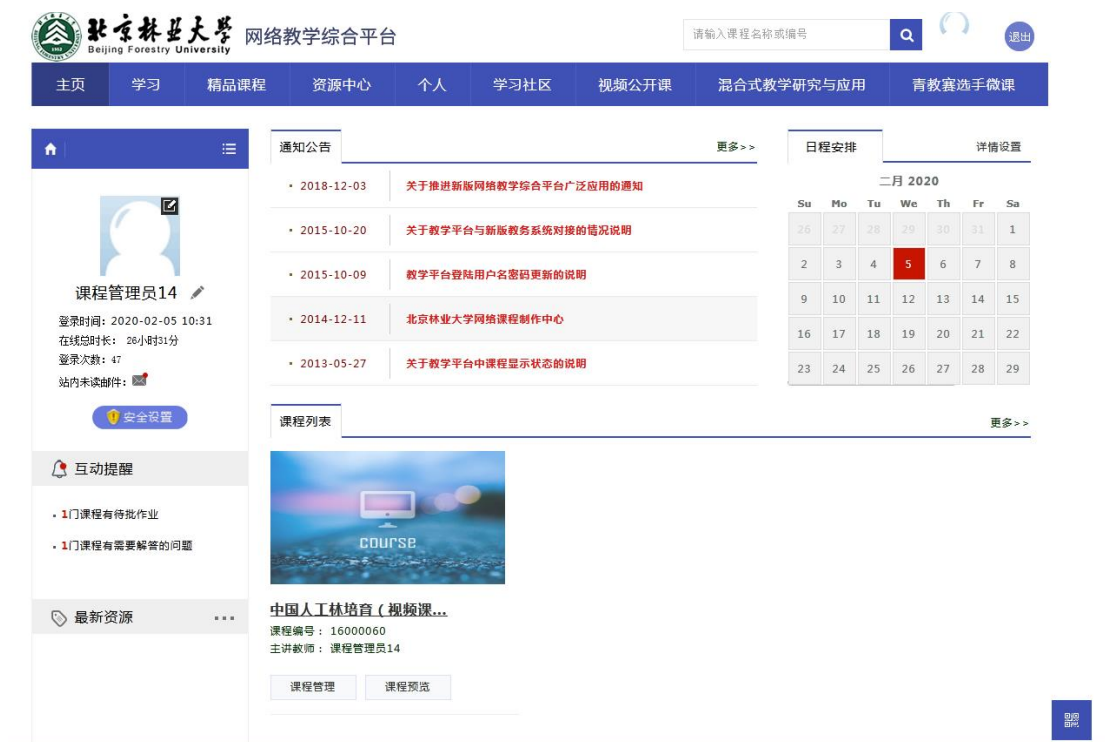 北京林业大学
Beijing Forestry University
网络教学综合平台
请输入课程名称或编号
退出
主页 学习 精品课程 资源中心 个人 学习社区 视频公开课 混合式教学研究与应用 青教赛选手微课
课程管理员14
登录时间: 2020-02-05 10:31
在线总时长: 26小时31分
登录次数: 47
站内未读邮件:
安全设置
互动提醒
1门课程有待批作业
1门课程有需要解答的问题
最新资源
通知公告 更多>>
2018-12-03 关于推进新版网络教学综合平台广泛应用的通知
2015-10-20 关于教学平台与新版教务系统对接的情况说明
2015-10-09 教学平台登陆用户名密码更新的说明
2014-12-11 北京林业大学网络课程制作中心
2013-05-27 关于教学平台中课程显示状态的说明
日程安排 详情设置
二月 2020
Su Mo Tu We Th Fr Sa
26 27 28 29 30 31 1
2 3 4 5 6 7 8
9 10 11 12 13 14 15
16 17 18 19 20 21 22
23 24 25 26 27 28 29
课程列表 更多>>
course
中国人工林培育(视频课...
课程编号: 16000060
主讲教师: 课程管理员14
课程管理 课程预览